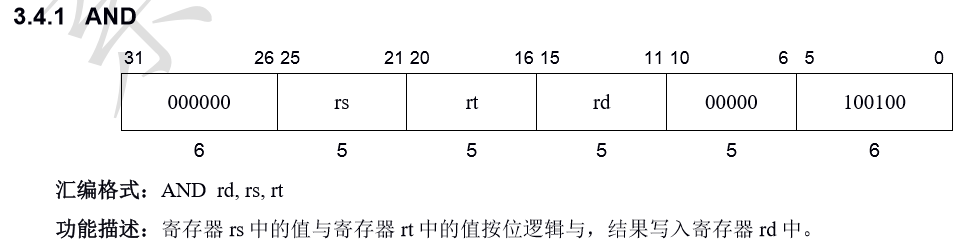 3.4.1 AND
31 26 25 21 20 16 15 11 10 6 5 0
000000 rs rt rd 00000 100100
6 5 5 5 5 6
汇编格式：AND rd, rs, rt
功能描述：寄存器 rs 中的值与寄存器 rt 中的值按位逻辑与，结果写入寄存器 rd 中。